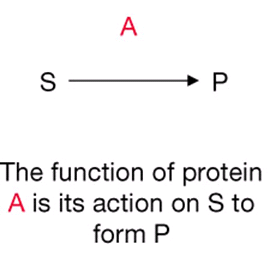 A
S P
The function of protein
A is its action on S to
form P